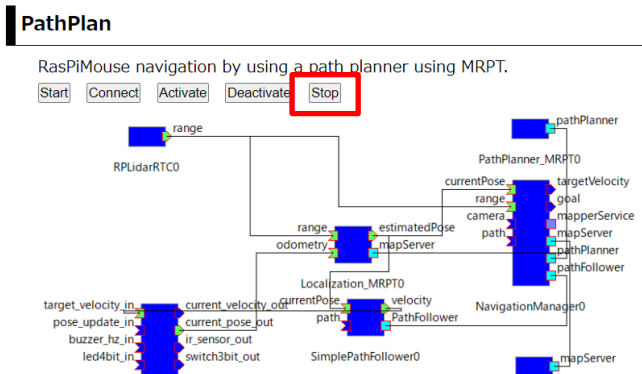 PathPlan
RasPiMouse navigation by using a path planner using MRPT.
Start Connect Activate Deactivate Stop
range
RPLidarRTC0
pathPlanner
PathPlanner_MRPT0
currentPose
range
camera
path
targetVelocity
goal
mapperService
mapServer
pathPlanner
pathFollower
NavigationManager0
range
odometry
estimatedPose
mapServer
Localization_MRPT0
currentPose
path
velocity
PathFollower
SimplePathFollower0
target_velocity_in
pose_update_in
buzzer_hz_in
led4bit_in
current_velocity_out
current_pose_out
ir_sensor_out
switch3bit_out
mapServer